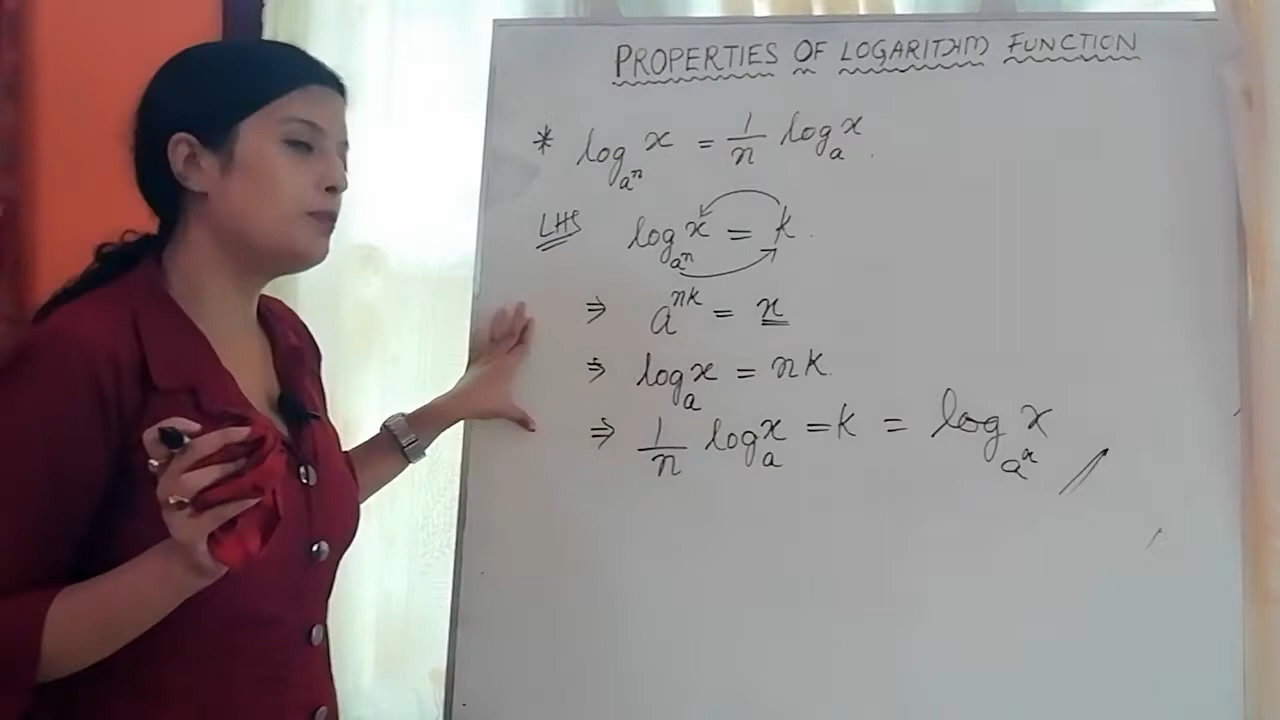 PROPERTIES OF LOGARITHM FUNCTION
* log_{a^n} x = 1/n log_a x.
LHS log_{a^n} x = k.
⇒ a^{nk} = x
⇒ log_a x = nk.
⇒ 1/n log_a x = k = log_{a^n} x